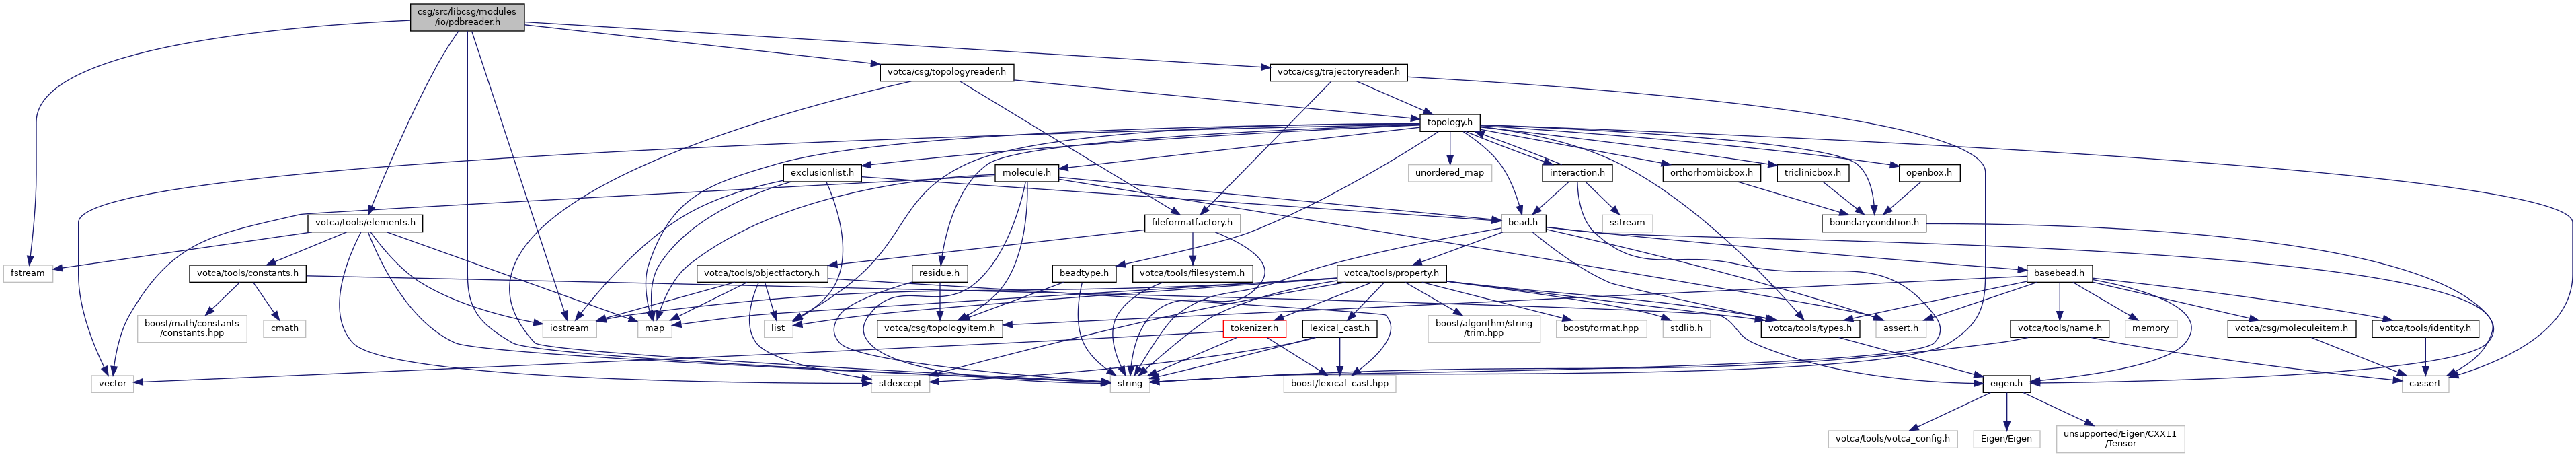 csg/src/libcsg/modules
/io/pdbreader.h
votca/csg/topologyreader.h
votca/csg/trajectoryreader.h
topology.h
exclusionlist.h
molecule.h
unordered_map
interaction.h
orthorhombicbox.h
triclinicbox.h
openbox.h
votca/tools/elements.h
fileformatfactory.h
bead.h
sstream
boundarycondition.h
fstream
votca/tools/constants.h
votca/tools/objectfactory.h
residue.h
beadtype.h
votca/tools/filesystem.h
votca/tools/property.h
basebead.h
boost/math/constants
/constants.hpp
cmath
iostream
map
list
votca/csg/topologyitem.h
tokenizer.h
lexical_cast.h
boost/algorithm/string
/trim.hpp
boost/format.hpp
stdlib.h
votca/tools/types.h
assert.h
votca/tools/name.h
memory
votca/csg/moleculeitem.h
votca/tools/identity.h
vector
stdexcept
string
boost/lexical_cast.hpp
eigen.h
cassert
votca/tools/votca_config.h
Eigen/Eigen
unsupported/Eigen/CXX11
/Tensor